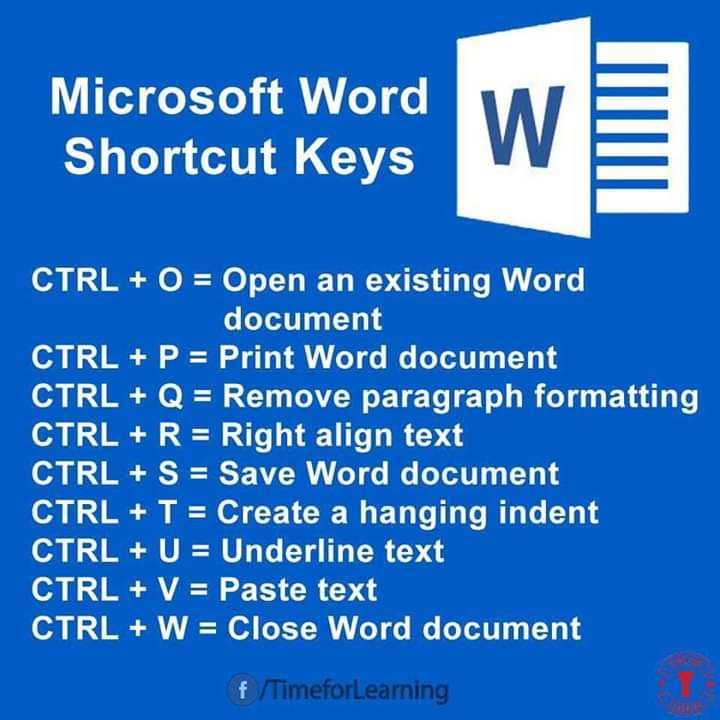 Microsoft Word
Shortcut Keys
W
CTRL + O = Open an existing Word
document
CTRL + P = Print Word document
CTRL + Q = Remove paragraph formatting
CTRL + R = Right align text
CTRL + S = Save Word document
CTRL + T = Create a hanging indent
CTRL + U = Underline text
CTRL + V = Paste text
CTRL + W = Close Word document
f /TimeforLearning
T